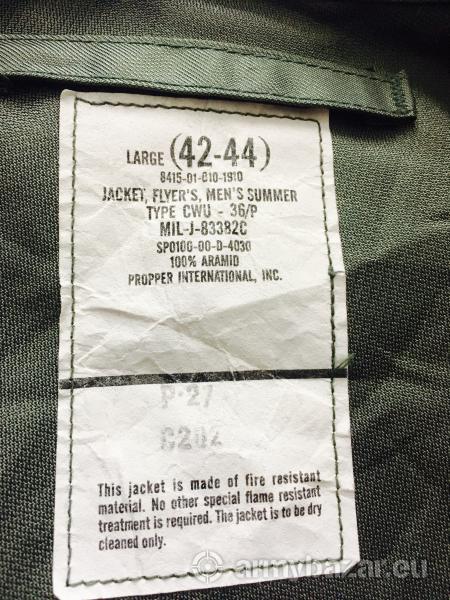 LARGE (42-44)
8415-01-010-1910
JACKET, FLYER'S, MEN'S SUMMER
TYPE CWU - 36/P
MIL-J-83382C
SP0100-00-D-4030
100% ARAMID
PROPPER INTERNATIONAL, INC.
P-27
C202
This jacket is made of fire resistant
material. No other special flame resistant
treatment is required. The jacket is to be dry
cleaned only.
armybazar.eu